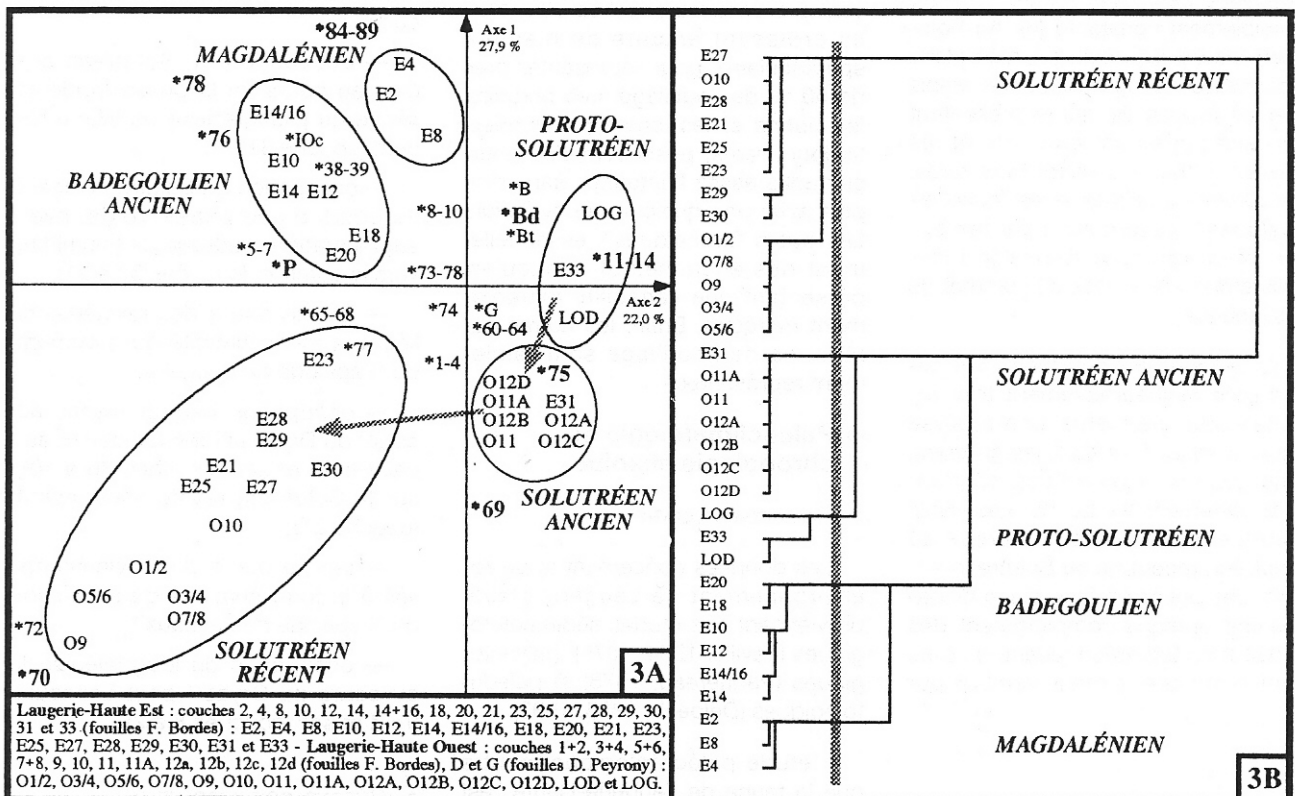 Axe 1
27,9 %
*84-89
MAGDALÉNIEN
E4
E2
E8
*78
E14/16
*76
*IOc
E10
*38-39
E14 E12
BADEGOULIEN
ANCIEN
E18
E20
*5-7
*P
PROTO-
SOLUTRÉEN
*B
*8-10
*Bd
*Bt
LOG
E33
*11-14
LOD
*73-78
Axe 2
22,0 %
*65-68
*74
*G
*60-64
*77
E23
*1-4
O12D
*75
O11A
E31
O12B
O12A
O11
O12C
SOLUTRÉEN
ANCIEN
*69
E28
E29
E21
E30
E25
E27
O10
O1/2
O5/6
O3/4
O7/8
*72
O9
*70
SOLUTRÉEN
RÉCENT
3A
Laugerie-Haute Est : couches 2, 4, 8, 10, 12, 14, 14+16, 18, 20, 21, 23, 25, 27, 28, 29, 30,
31 et 33 (fouilles F. Bordes) : E2, E4, E8, E10, E12, E14, E14/16, E18, E20, E21, E23,
E25, E27, E28, E29, E30, E31 et E33 - Laugerie-Haute Ouest : couches 1+2, 3+4, 5+6,
7+8, 9, 10, 11, 11A, 12a, 12b, 12c, 12d (fouilles F. Bordes), D et G (fouilles D. Peyrony) :
O1/2, O3/4, O5/6, O7/8, O9, O10, O11, O11A, O12A, O12B, O12C, O12D, LOD et LOG.
E27
O10
E28
E21
E25
E23
E29
E30
O1/2
O7/8
O9
O3/4
O5/6
E31
O11A
O11
O12A
O12B
O12C
O12D
LOG
E33
LOD
E20
E18
E10
E12
E14/16
E14
E2
E8
E4
SOLUTRÉEN RÉCENT
SOLUTRÉEN ANCIEN
PROTO-SOLUTRÉEN
BADEGOULIEN
MAGDALÉNIEN
3B